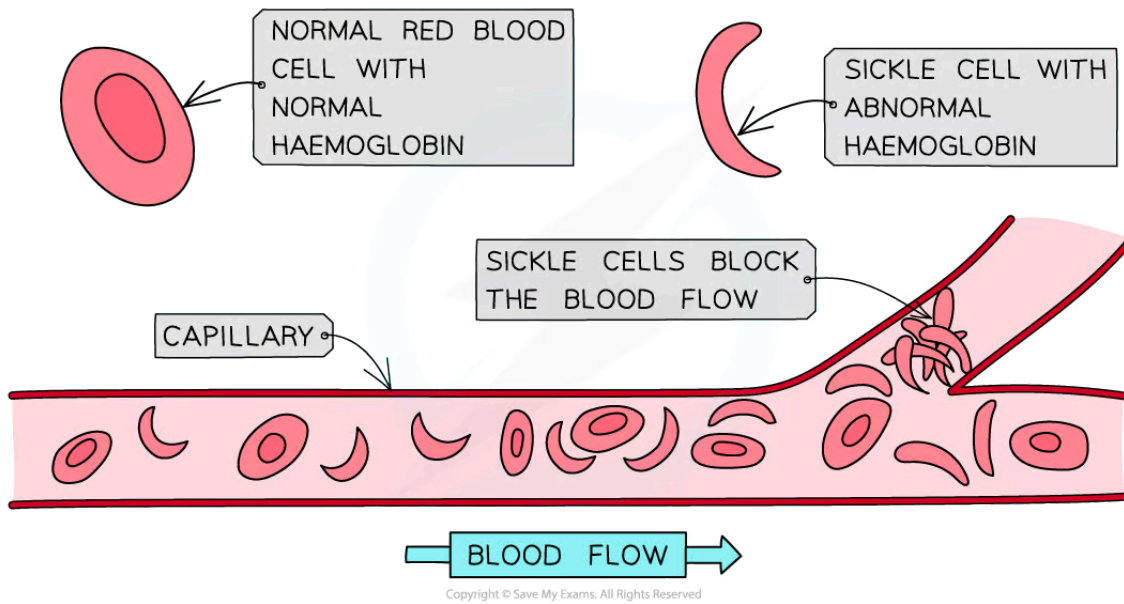 NORMAL RED BLOOD
CELL WITH
NORMAL
HAEMOGLOBIN
SICKLE CELL WITH
ABNORMAL
HAEMOGLOBIN
SICKLE CELLS BLOCK
THE BLOOD FLOW
CAPILLARY
BLOOD FLOW
Copyright © Save My Exams. All Rights Reserved